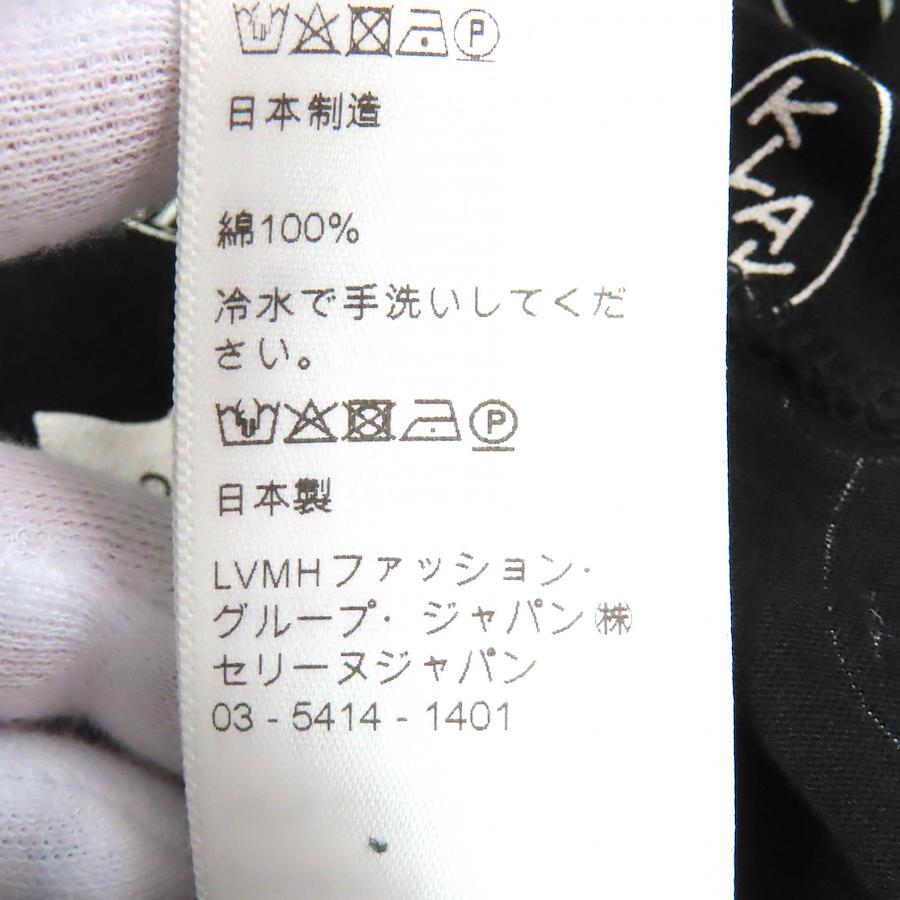 P
日本制造
綿100%
冷水で手洗いしてくだ
さい。
P
日本製
LVMHファッション·
グループ· ジャパン㈱
セリーヌジャパン
03 - 5414 - 1401